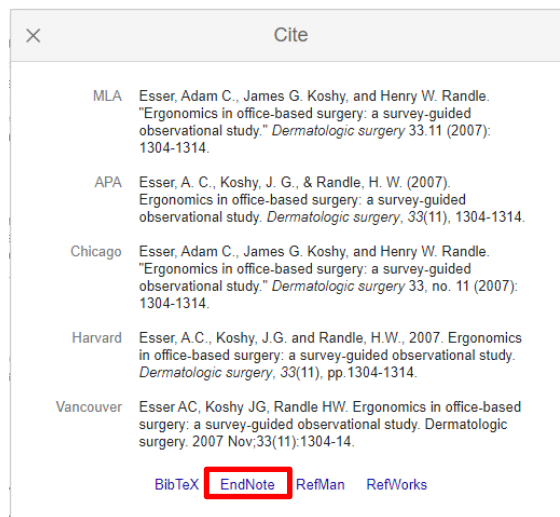 Cite
MLA Esser, Adam C., James G. Koshy, and Henry W. Randle.
"Ergonomics in office-based surgery: a survey-guided
observational study." Dermatologic surgery 33.11 (2007):
1304-1314.
APA Esser, A. C., Koshy, J. G., & Randle, H. W. (2007).
Ergonomics in office-based surgery: a survey-guided
observational study. Dermatologic surgery, 33(11), 1304-1314.
Chicago Esser, Adam C., James G. Koshy, and Henry W. Randle.
"Ergonomics in office-based surgery: a survey-guided
observational study." Dermatologic surgery 33, no. 11 (2007):
1304-1314.
Harvard Esser, A.C., Koshy, J.G. and Randle, H.W., 2007. Ergonomics
in office-based surgery: a survey-guided observational study.
Dermatologic surgery, 33(11), pp.1304-1314.
Vancouver Esser AC, Koshy JG, Randle HW. Ergonomics in office-based
surgery: a survey-guided observational study. Dermatologic
surgery. 2007 Nov;33(11):1304-14.
BibTeX EndNote RefMan RefWorks